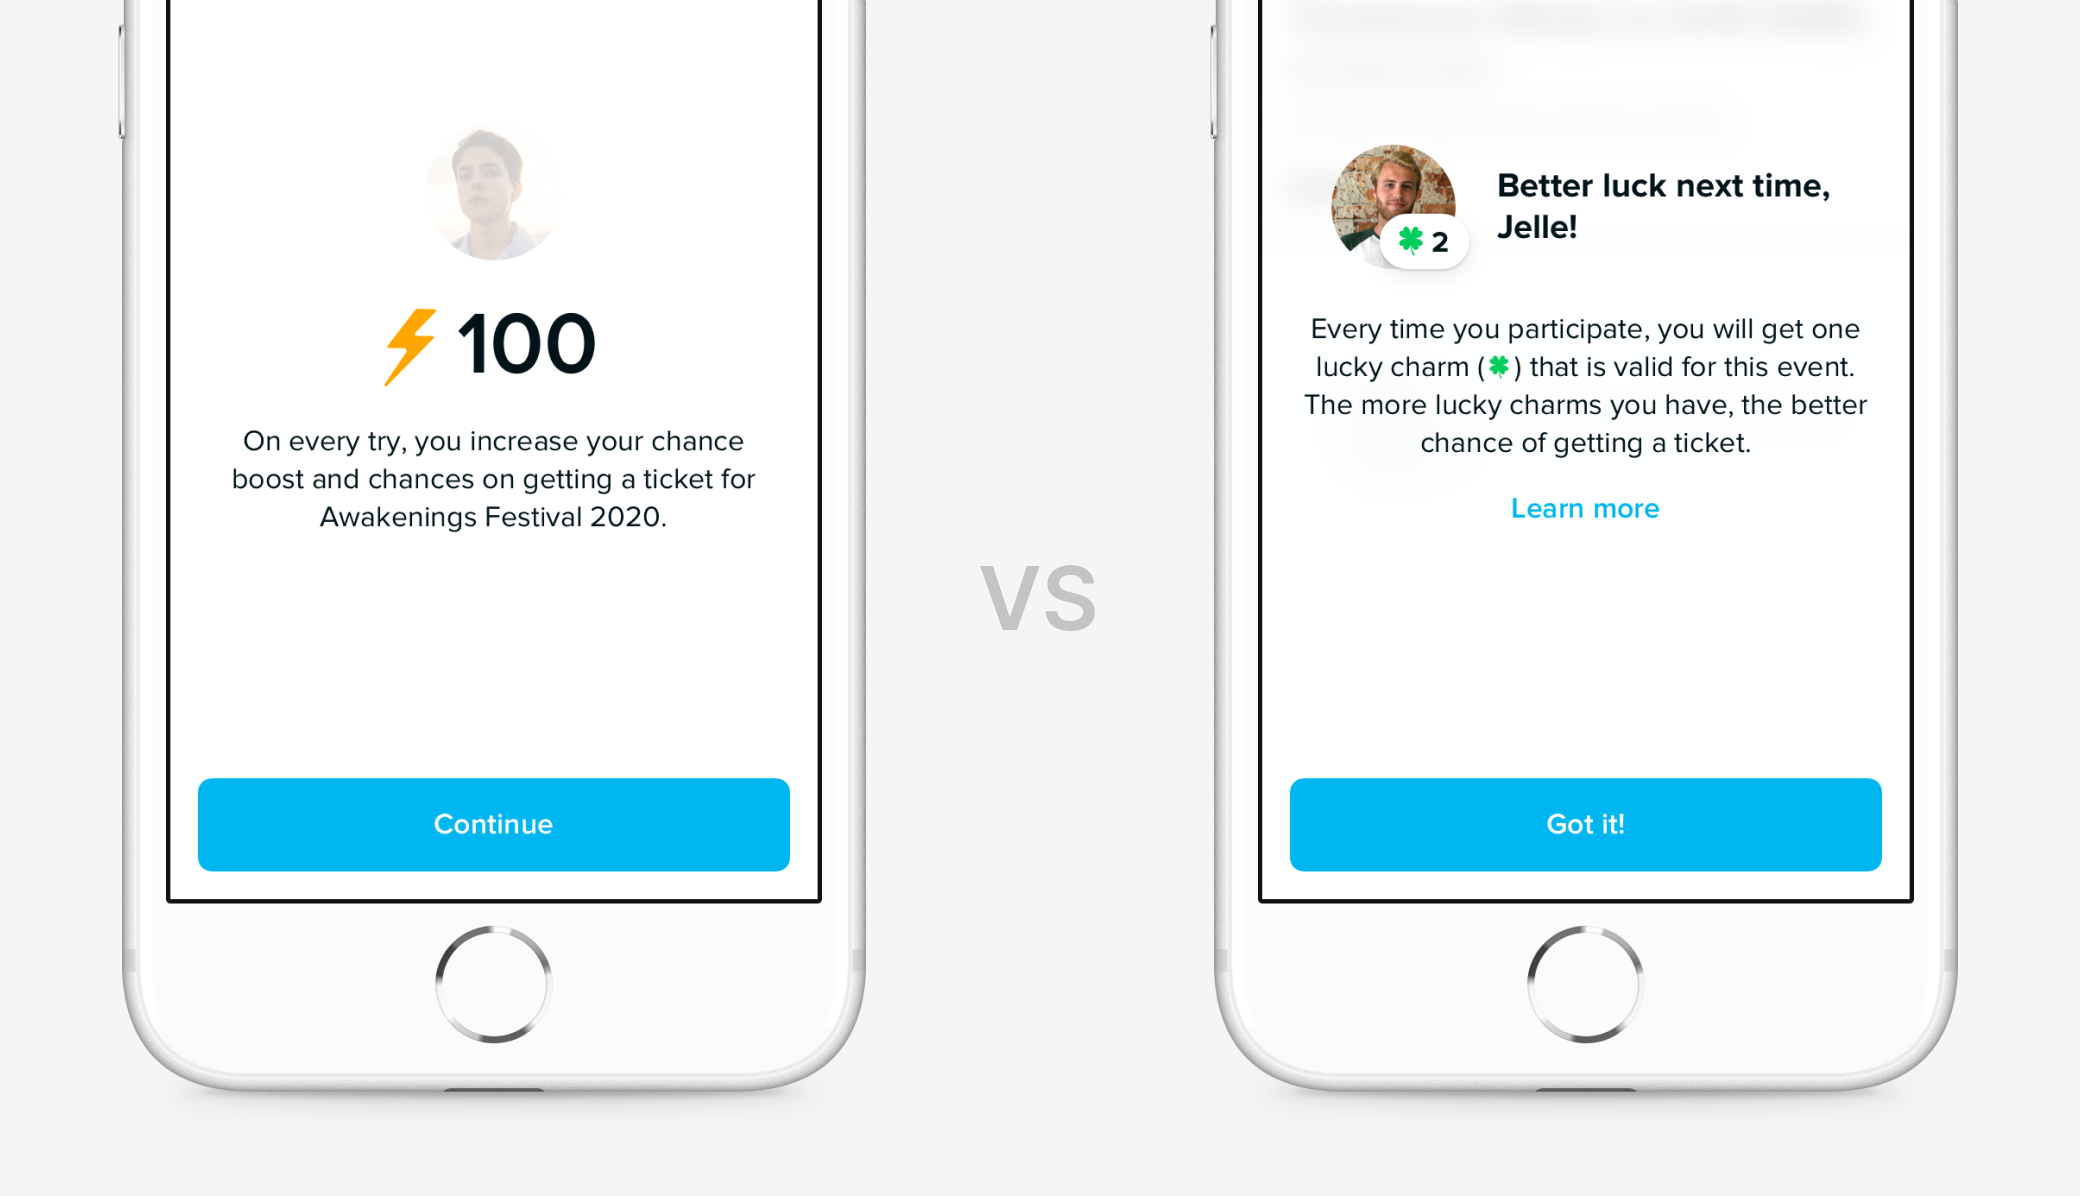 100
On every try, you increase your chance
boost and chances on getting a ticket for
Awakenings Festival 2020.
Continue
VS
Better luck next time,
Jelle!
2
Every time you participate, you will get one
lucky charm (🍀) that is valid for this event.
The more lucky charms you have, the better
chance of getting a ticket.
Learn more
Got it!